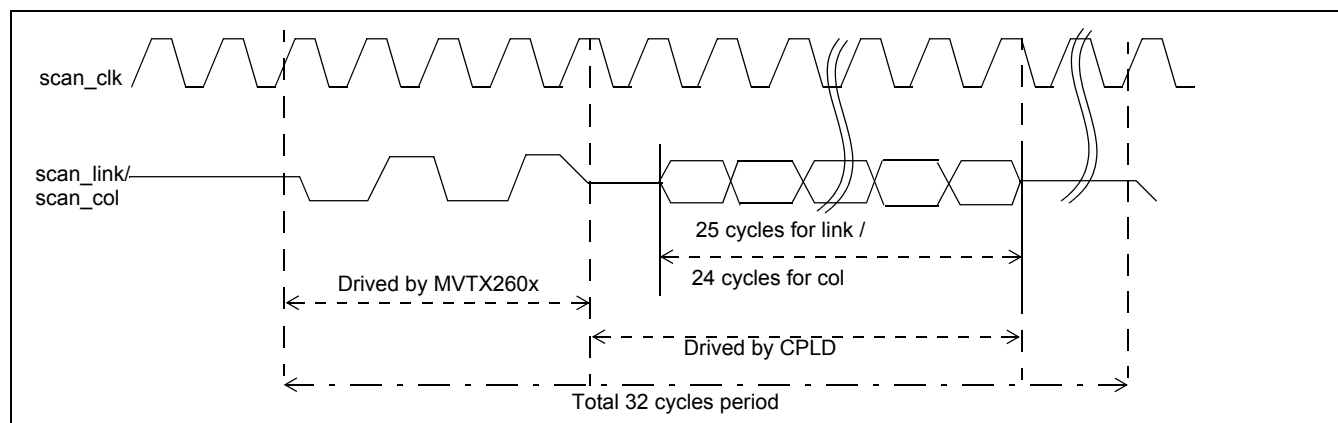 scan_clk
scan_link/
scan_col
25 cycles for link /
24 cycles for col
Drived by MVTX260x
Drived by CPLD
Total 32 cycles period